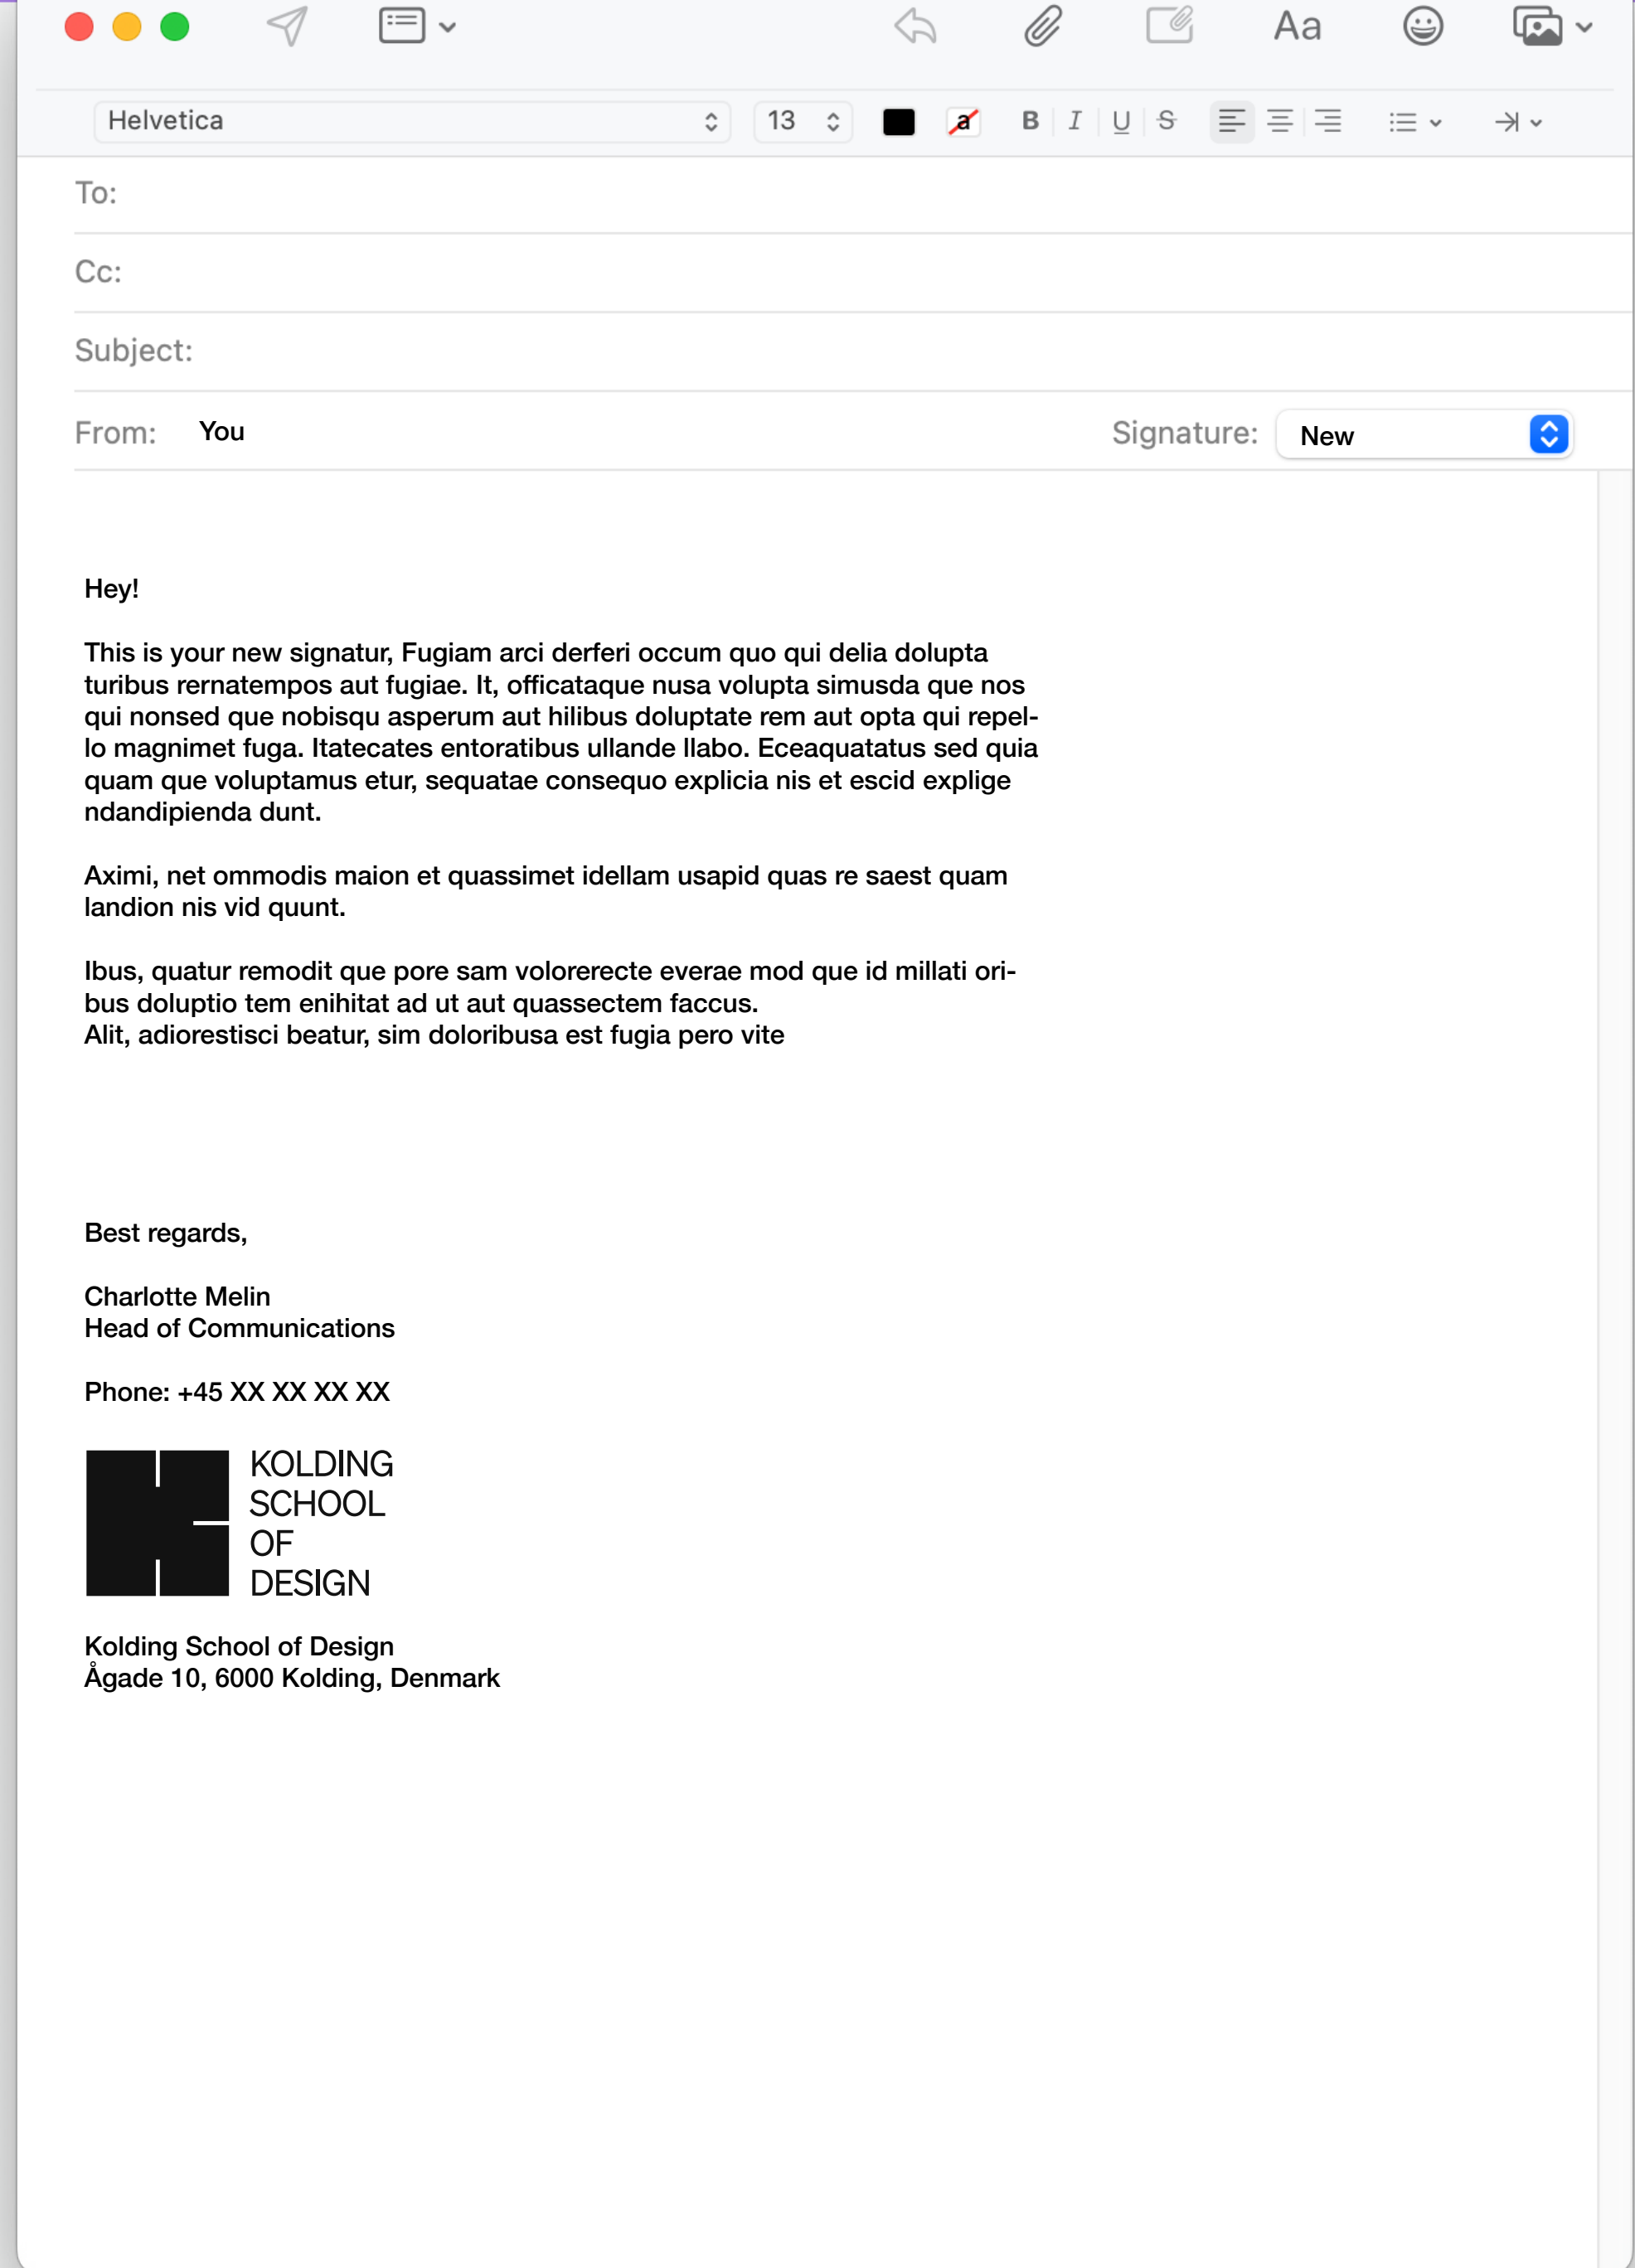 Aa
Helvetica
13
a
B I U S
To:
Cc:
Subject:
From: You
Signature: New
Hey!
This is your new signatur, Fugiam arci derferi occum quo qui delia dolupta
turibus rernatempos aut fugiae. It, officataque nusa volupta simusda que nos
qui nonsed que nobisqu asperum aut hilibus doluptate rem aut opta qui repel-
lo magnimet fuga. Itatecates entoratibus ullande llabo. Eceaquatatus sed quia
quam que voluptamus etur, sequatae consequo explicia nis et escid explige
ndandipienda dunt.
Aximi, net ommodis maion et quassimet idellam usapid quas re saest quam
landion nis vid quunt.
Ibus, quatur remodit que pore sam volorerecte everae mod que id millati ori-
bus doluptio tem enihitat ad ut aut quassectem faccus.
Alit, adiorestisci beatur, sim doloribusa est fugia pero vite
Best regards,
Charlotte Melin
Head of Communications
Phone: +45 XX XX XX XX
KOLDING
SCHOOL
OF
DESIGN
Kolding School of Design
Ågade 10, 6000 Kolding, Denmark